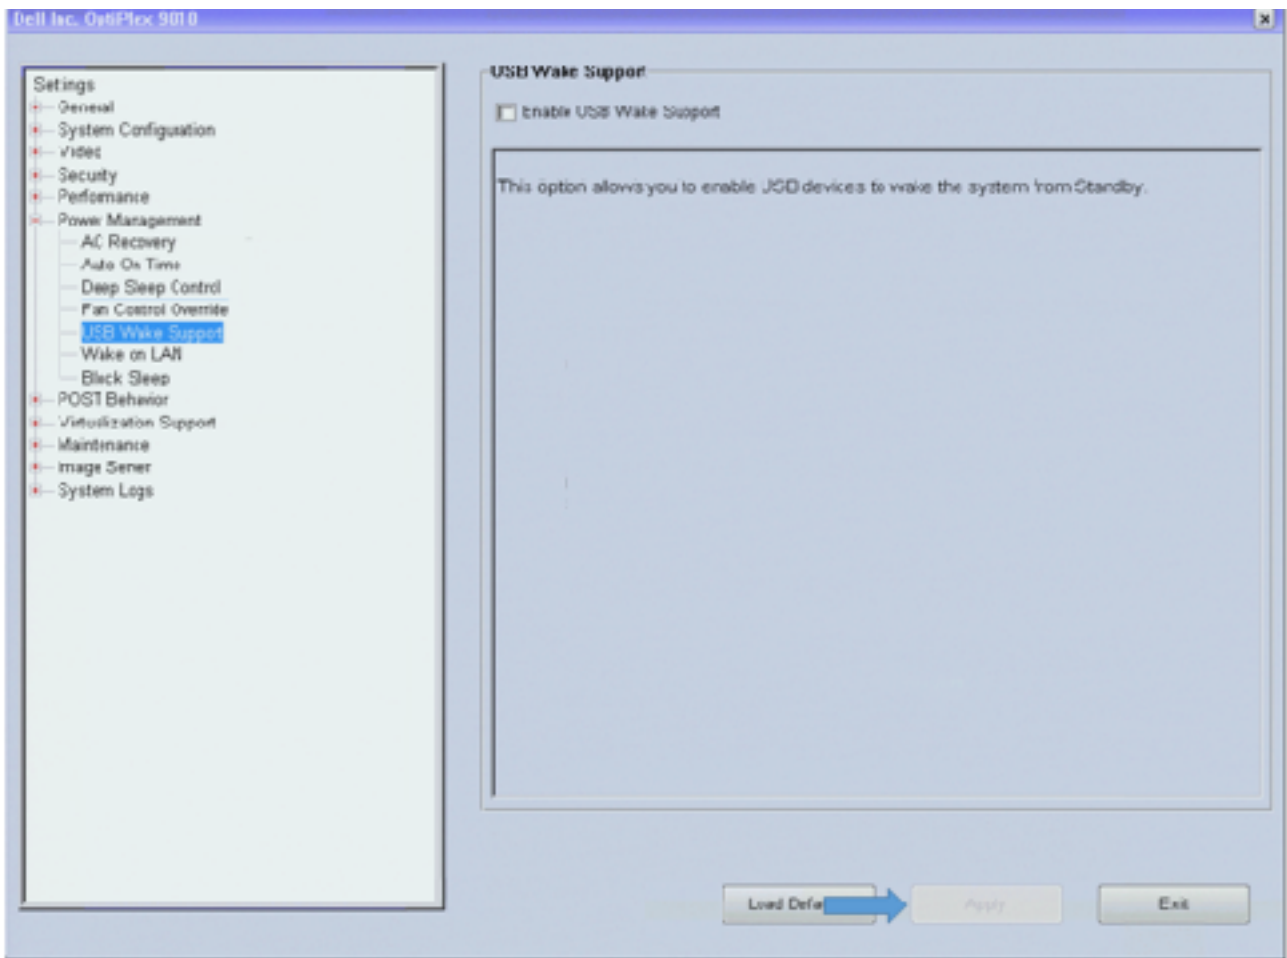 Dell Inc. OptiPlex 9010
Settings
General
System Configuration
Video
Security
Performance
Power Management
AC Recovery
Auto On Time
Deep Sleep Control
Fan Control Override
USB Wake Support
Wake on LAN
Block Sleep
POST Behavior
Virtualization Support
Maintenance
Image Server
System Logs
USB Wake Support
Enable USB Wake Support
This option allows you to enable USB devices to wake the system from Standby.
Load Defa
Apply
Exit